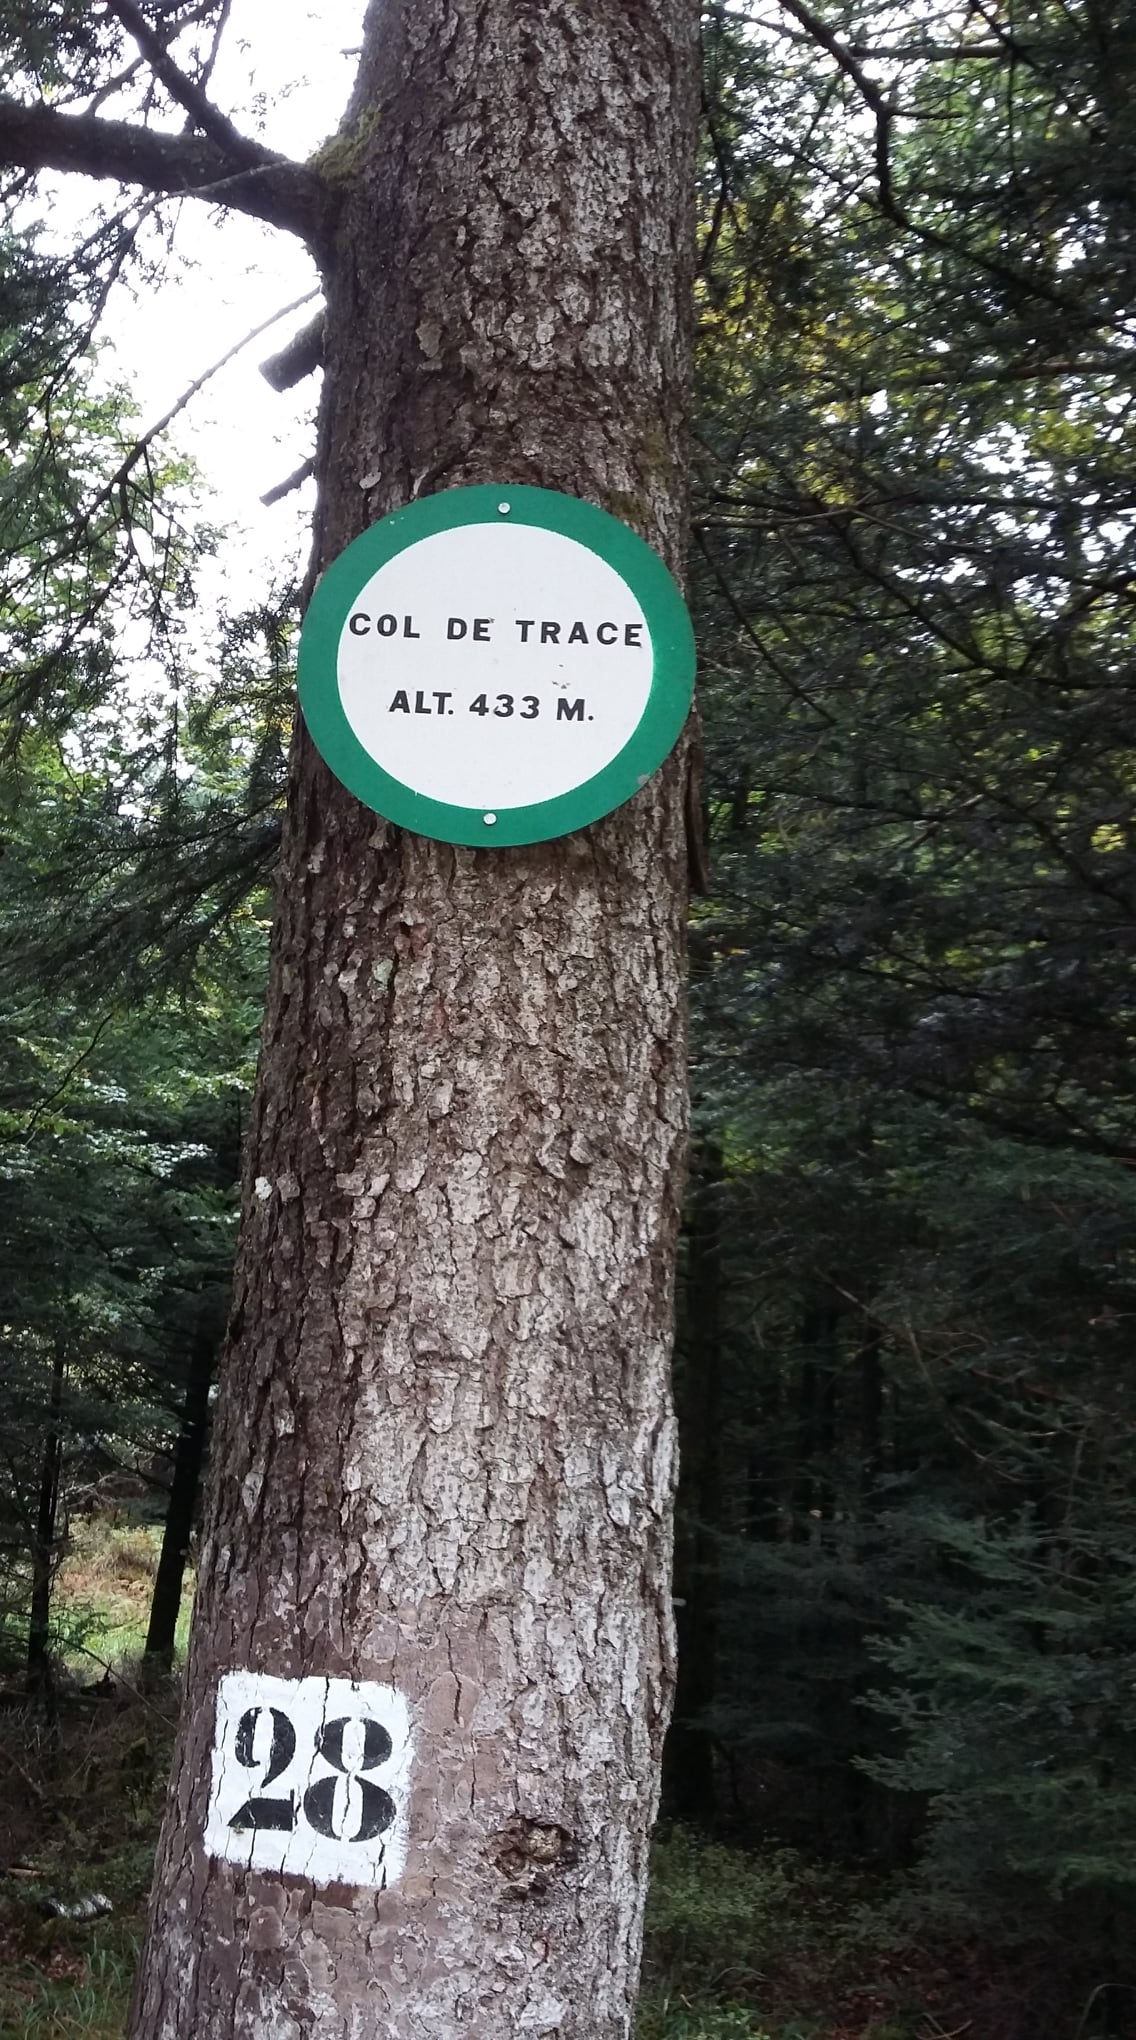 COL DE TRACE
ALT. 433 M.
28